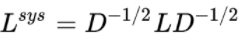 L^{sys} = D^{-1/2} L D^{-1/2}